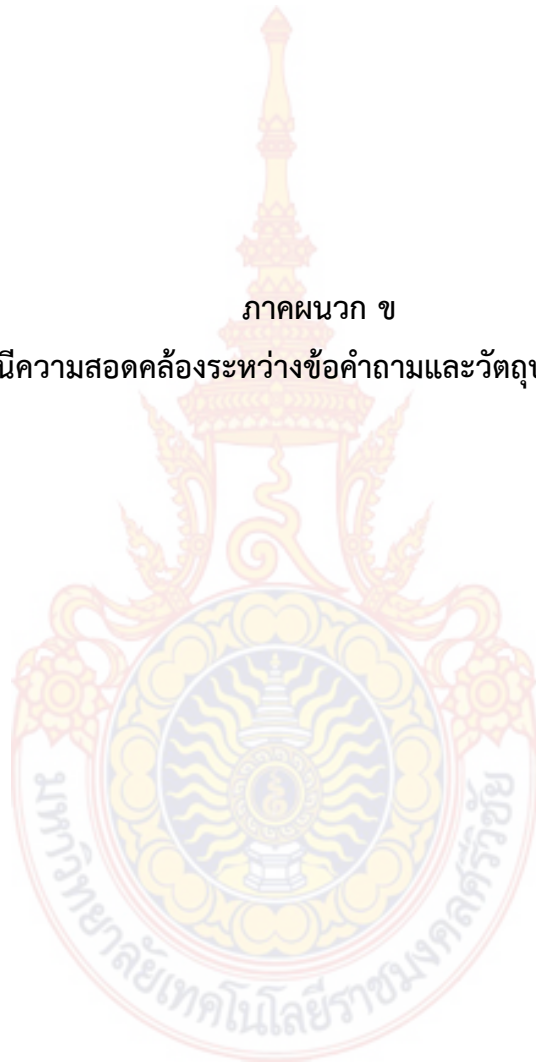 ภาคผนวก ข
นีความสอดคล้องระหว่างข้อคำถามและวัตถุ
มหาวิทยาลัยเทคโนโลยีราชมงคลศรีวิชัย